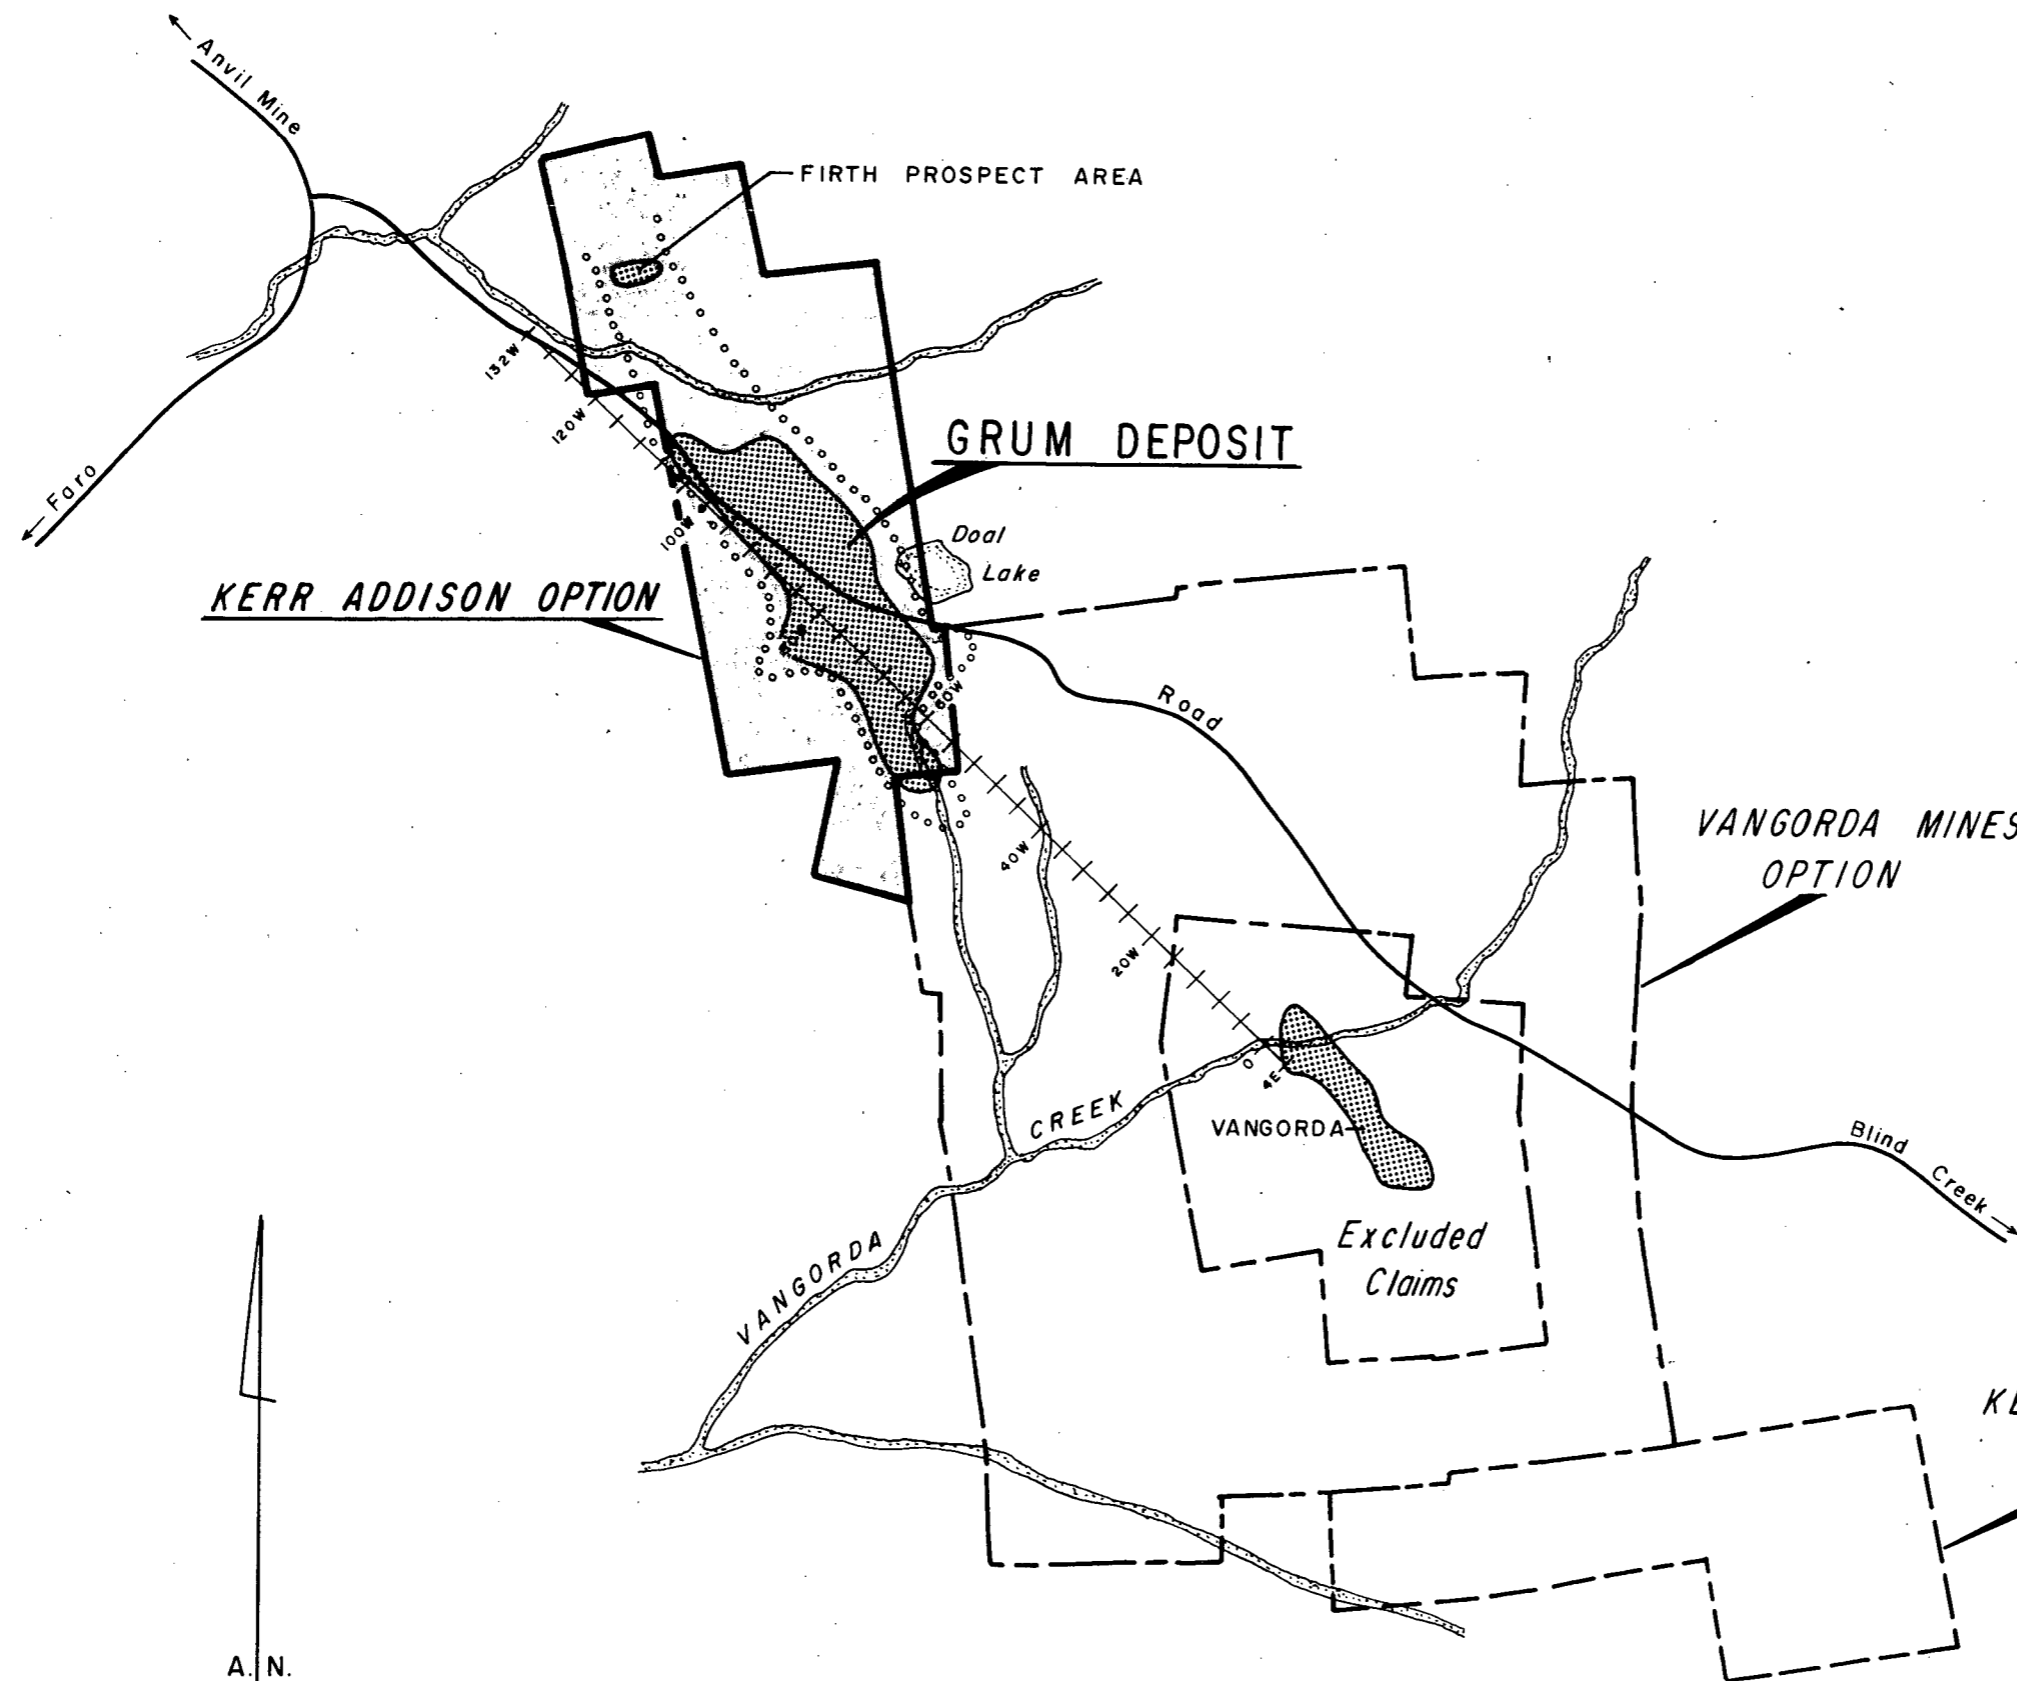 Anvil Mine
FIRTH PROSPECT AREA
132W
120W
GRUM DEPOSIT
Faro
100W
Doal
Lake
KERR ADDISON OPTION
60W
Road
40W
VANGORDA MINES
OPTION
20W
0
4E
CREEK
VANGORDA
Blind
Creek
Excluded
Claims
VANGORDA
A.N.